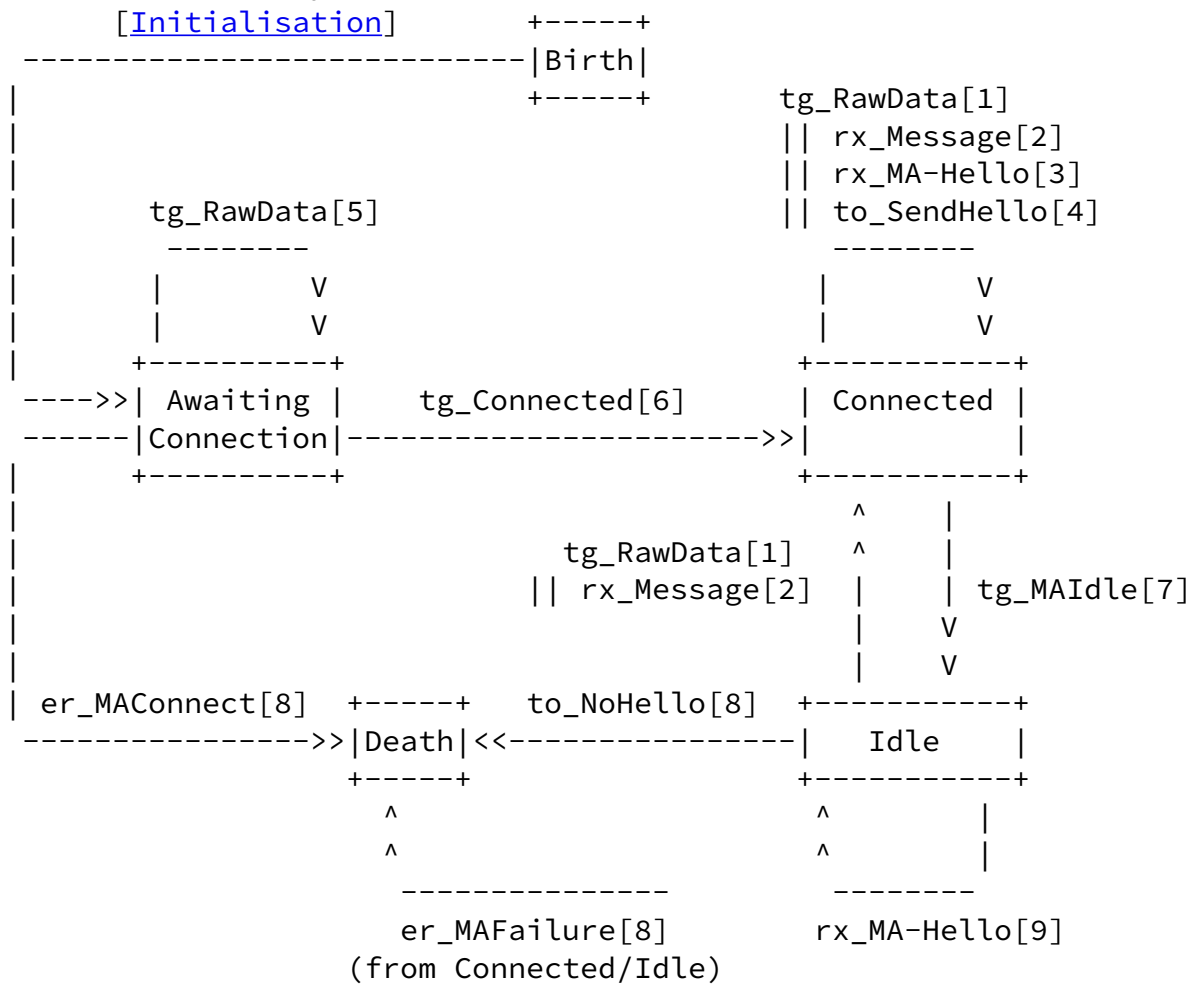 [Initialisation]
Birth
tg_RawData[1]
|| rx_Message[2]
|| rx_MA-Hello[3]
tg_RawData[5] || to_SendHello[4]
V V
V V
Awaiting tg_Connected[6] Connected
Connection
tg_RawData[1]
|| rx_Message[2] tg_MAIdle[7]
V
V
er_MAConnect[8] to_NoHello[8]
Death Idle
er_MAFailure[8] rx_MA-Hello[9]
(from Connected/Idle)